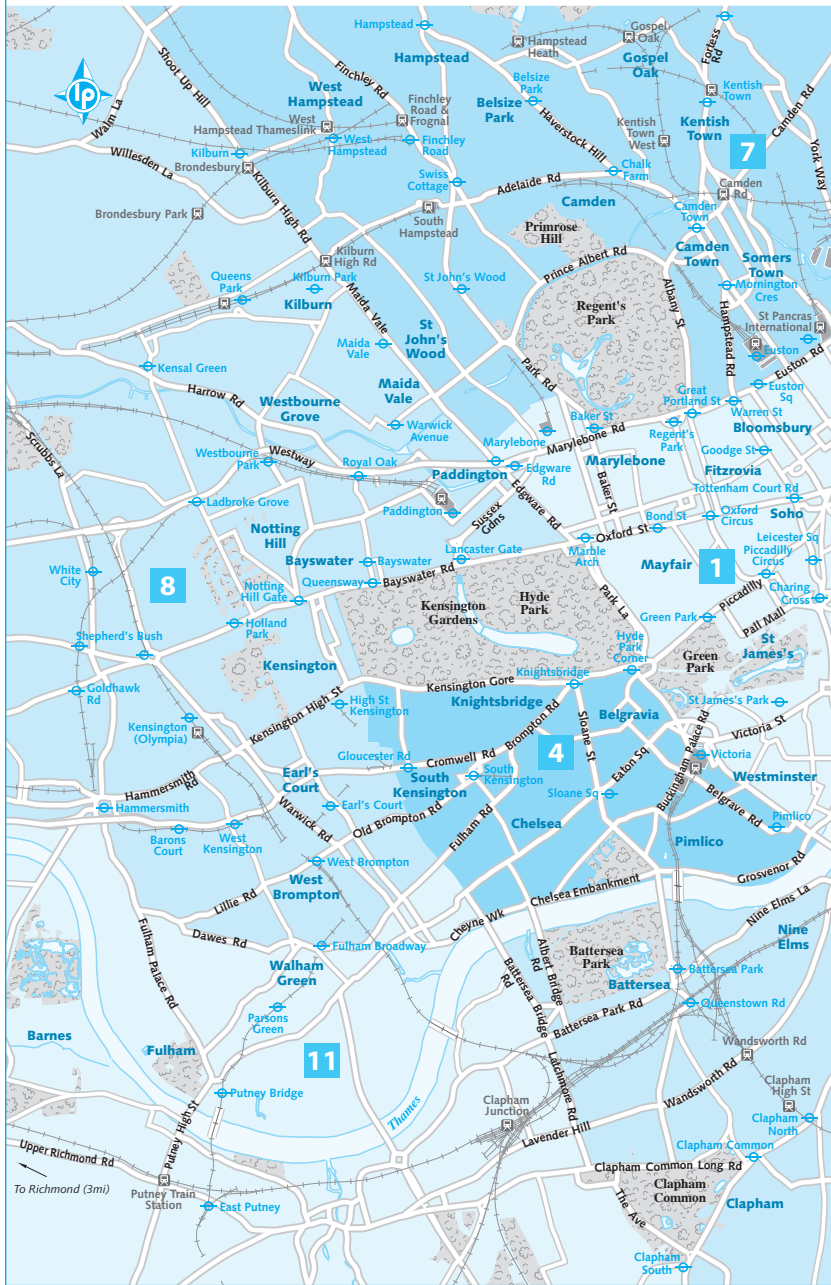 Hampstead
Hampstead
Gospel
Oak
Hampstead
Heath
Gospel
Oak
Fortess
Rd
Shoot Up Hill
Finchley Rd
lp
Walm La
West
Hampstead
Finchley
Road &
Frognal
Belsize
Park
Belsize
Park
Haverstock Hill
Kentish
Town
Kentish
Town
Camden Rd
Kentish
Town
West
West
Hampstead Thameslink
West
Hampstead
Finchley
Road
7
York Way
Willesden La
Kilburn
Brondesbury
Chalk
Farm
Swiss
Cottage
Adelaide Rd
Camden
Rd
Kilburn High Rd
Camden
Camden
Town
Brondesbury Park
South
Hampstead
Primrose
Hill
Camden
Town
Somers
Town
Kilburn
High Rd
Prince Albert Rd
Queens
Park
Kilburn Park
Kilburn
St John's Wood
Albany St
Mornington
Cres
Maida Vale
Regent's
Park
Hampstead Rd
St Pancras
International
St
John's
Wood
Maida
Vale
Euston
Euston Rd
Kensal Green
Park Rd
Maida
Vale
Harrow Rd
Westbourne
Grove
Great
Portland St
Euston
Sq
Warren St
Scrubbs La
Warwick
Avenue
Baker St
Regent's
Park
Bloomsbury
Marylebone
Marylebone Rd
Goodge St
Westbourne
Park
Westway
Royal Oak
Paddington
Edgware
Rd
Marylebone
Fitzrovia
Tottenham Court Rd
Ladbroke Grove
Paddington
Sussex
Gdns
Edgware Rd
Baker St
Bond St
Oxford
Circus
Soho
Notting
Hill
Oxford St
Leicester Sq
Bayswater
Bayswater
Lancaster Gate
Marble
Arch
Mayfair
1
Piccadilly
Circus
White
City
8
Queensway
Bayswater Rd
Notting
Hill Gate
Kensington
Gardens
Hyde
Park
Park La
Piccadilly
Charing
Cross
Holland
Park
Green Park
Pall Mall
Shepherd's Bush
Hyde
Park
Corner
St
James's
Green
Park
Kensington
Knightsbridge
Goldhawk
Rd
Kensington Gore
High St
Kensington
Knightsbridge
St James's Park
Kensington
(Olympia)
Kensington High St
Brompton Rd
Sloane St
Belgravia
Buckingham Palace Rd
Victoria St
Gloucester Rd
Cromwell Rd
4
Eaton Sq
Victoria
Hammersmith
Rd
Earl's
Court
South
Kensington
South
Kensington
Westminster
Hammersmith
Earl's Court
Sloane Sq
Belgrave Rd
Warwick Rd
Old Brompton Rd
Fulham Rd
Chelsea
Pimlico
Barons
Court
West
Kensington
Pimlico
West Brompton
Grosvenor Rd
West
Brompton
Chelsea Embankment
Nine Elms La
Lillie Rd
Cheyne Wk
Dawes Rd
Fulham Broadway
Nine
Elms
Fulham Palace Rd
Walham
Green
Albert Bridge
Rd
Battersea
Park
Battersea Bridge
Rd
Battersea
Battersea Park
Parsons
Green
Queenstown Rd
Barnes
Battersea Park Rd
Fulham
11
Wandsworth Rd
Latchmore Rd
Putney Bridge
Clapham
Junction
Wandsworth Rd
Clapham
High St
Thames
Clapham
North
Putney High St
Lavender Hill
Upper Richmond Rd
Clapham Common
Clapham Common Long Rd
To Richmond (3mi)
Putney Train
Station
Clapham
Common
Clapham
East Putney
The Ave
Clapham
South